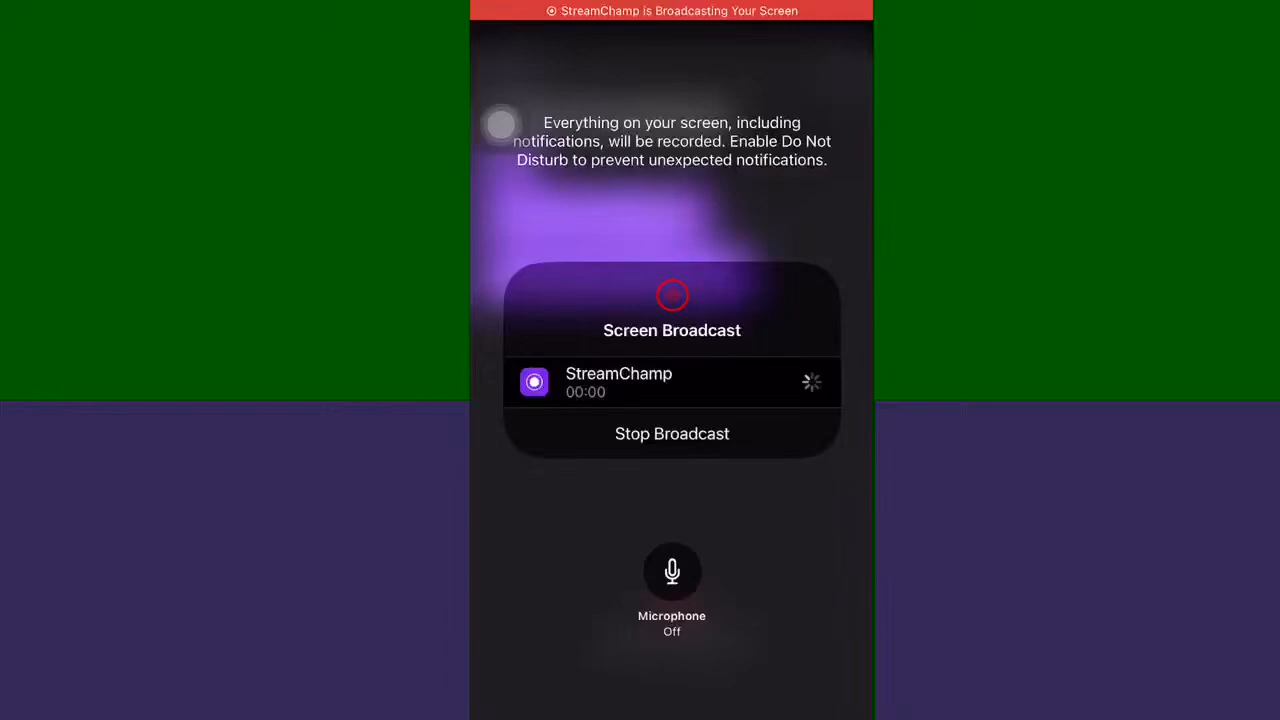 StreamChamp is Broadcasting Your Screen
Everything on your screen, including
notifications, will be recorded. Enable Do Not
Disturb to prevent unexpected notifications.
Screen Broadcast
StreamChamp
00:00
Stop Broadcast
Microphone
Off